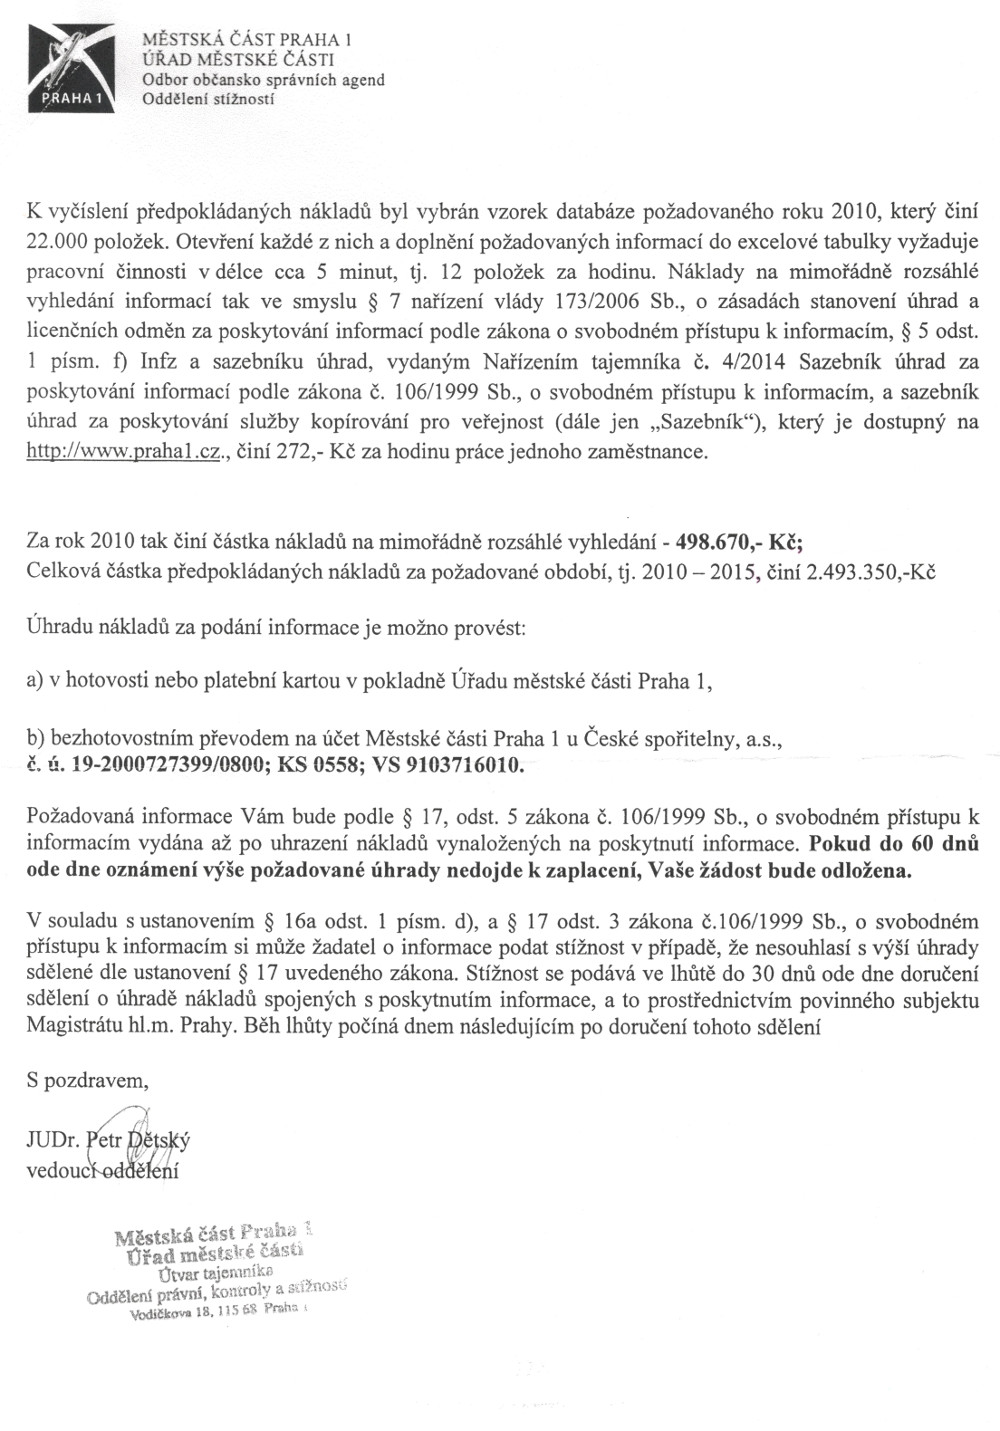 PRAHA 1
MĚSTSKÁ ČÁST PRAHA 1
ÚŘAD MĚSTSKÉ ČÁSTI
Odbor občansko správních agend
Oddělení stížností
K vyčíslení předpokládaných nákladů byl vybrán vzorek databáze požadovaného roku 2010, který činí
22.000 položek. Otevření každé z nich a doplnění požadovaných informací do excelové tabulky vyžaduje
pracovní činnosti v délce cca 5 minut, tj. 12 položek za hodinu. Náklady na mimořádně rozsáhlé
vyhledání informací tak ve smyslu § 7 nařízení vlády 173/2006 Sb., o zásadách stanovení úhrad a
licenčních odměn za poskytování informací podle zákona o svobodném přístupu k informacím, § 5 odst.
1 písm. f) Infz a sazebníku úhrad, vydaným Nařízením tajemníka č. 4/2014 Sazebník úhrad za
poskytování informací podle zákona č. 106/1999 Sb., o svobodném přístupu k informacím, a sazebník
úhrad za poskytování služby kopírování pro veřejnost (dále jen „Sazebník“), který je dostupný na
http://www.praha1.cz., činí 272,- Kč za hodinu práce jednoho zaměstnance.
Za rok 2010 tak činí částka nákladů na mimořádně rozsáhlé vyhledání - 498.670,- Kč;
Celková částka předpokládaných nákladů za požadované období, tj. 2010 – 2015, činí 2.493.350,-Kč
Úhradu nákladů za podání informace je možno provést:
a) v hotovosti nebo platební kartou v pokladně Úřadu městské části Praha 1,
b) bezhotovostním převodem na účet Městské části Praha 1 u České spořitelny, a.s.,
č. ú. 19-2000727399/0800; KS 0558; VS 9103716010.
Požadovaná informace Vám bude podle § 17, odst. 5 zákona č. 106/1999 Sb., o svobodném přístupu k
informacím vydána až po uhrazení nákladů vynaložených na poskytnutí informace. Pokud do 60 dnů
ode dne oznámení výše požadované úhrady nedojde k zaplacení, Vaše žádost bude odložena.
V souladu s ustanovením § 16a odst. 1 písm. d), a § 17 odst. 3 zákona č.106/1999 Sb., o svobodném
přístupu k informacím si může žadatel o informace podat stížnost v případě, že nesouhlasí s výší úhrady
sdělené dle ustanovení § 17 uvedeného zákona. Stížnost se podává ve lhůtě do 30 dnů ode dne doručení
sdělení o úhradě nákladů spojených s poskytnutím informace, a to prostřednictvím povinného subjektu
Magistrátu hl.m. Prahy. Běh lhůty počíná dnem následujícím po doručení tohoto sdělení
S pozdravem,
JUDr. Petr Dětský
vedoucí oddělení
Městská část Praha 1
Úřad městské části
Útvar tajemníka
Oddělení právní, kontroly a stížností
Vodičkova 18, 115 68 Praha 1